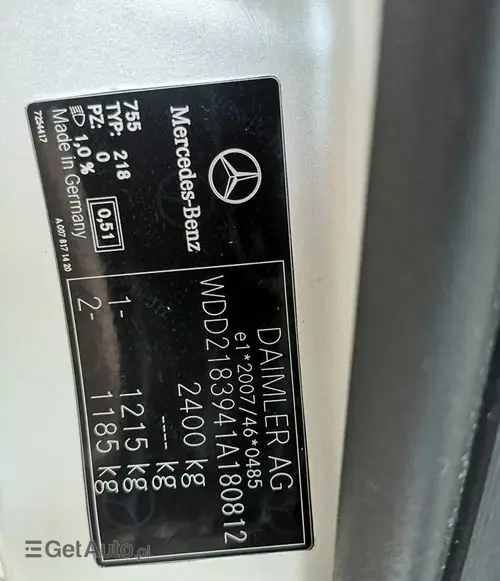 Mercedes-Benz
755
TYP: 218
PZ: 0
1,0 %
0,51
Made in Germany
7254417
A 007 817 14 20
DAIMLER AG
e1*2007/46*0485
WDD2183941A180812
2400 kg
---- kg
1- 1215 kg
2- 1185 kg
GetAuto.pl